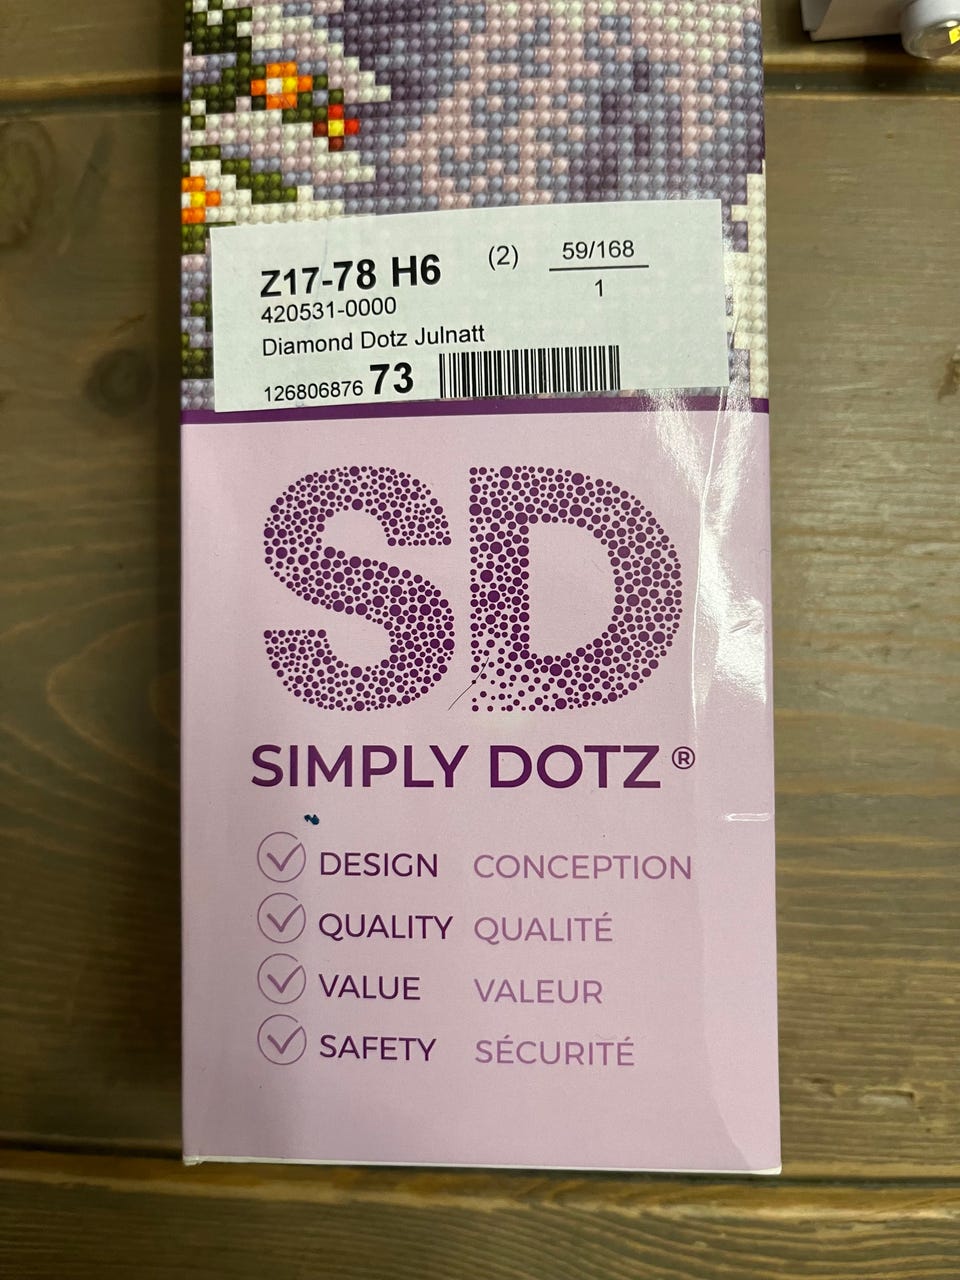 Z17-78 H6 (2) 59/168
1
420531-0000
Diamond Dotz Julnatt
126806876 73
SD
SIMPLY DOTZ®
DESIGN CONCEPTION
QUALITY QUALITÉ
VALUE VALEUR
SAFETY SÉCURITÉ